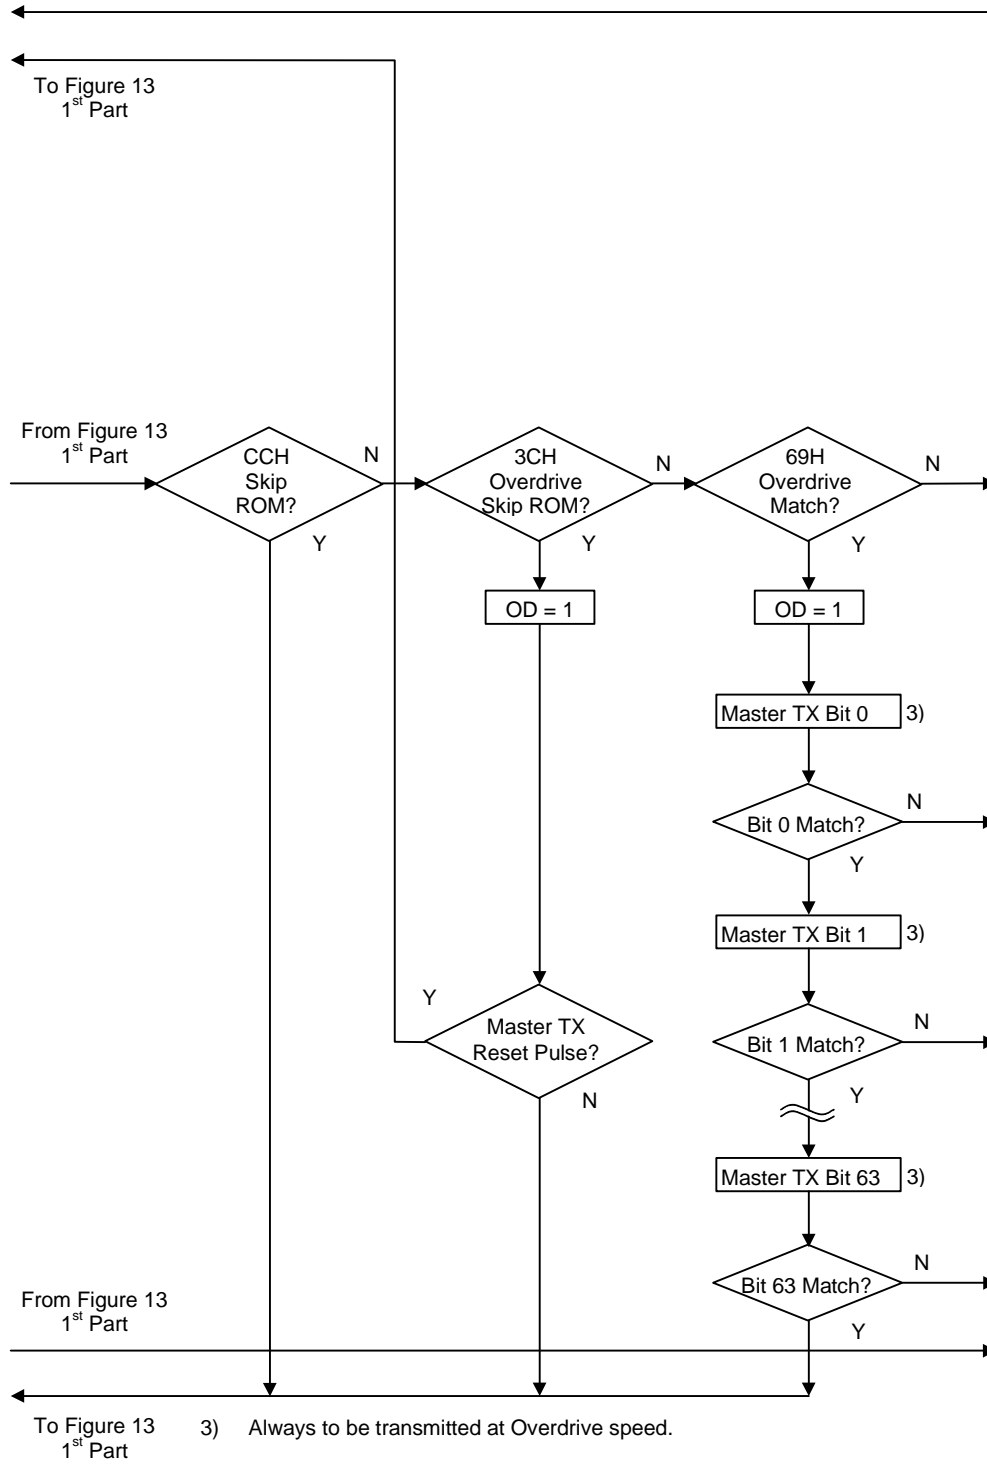 To Figure 13
1st Part
From Figure 13
1st Part
CCH
Skip
ROM?
N
Y
3CH
Overdrive
Skip ROM?
N
Y
69H
Overdrive
Match?
N
Y
OD = 1
OD = 1
Master TX Bit 0 3)
Bit 0 Match?
N
Y
Master TX Bit 1 3)
Y
Master TX
Reset Pulse?
N
Bit 1 Match?
N
Y
Master TX Bit 63 3)
Bit 63 Match?
N
Y
From Figure 13
1st Part
To Figure 13
1st Part
3) Always to be transmitted at Overdrive speed.